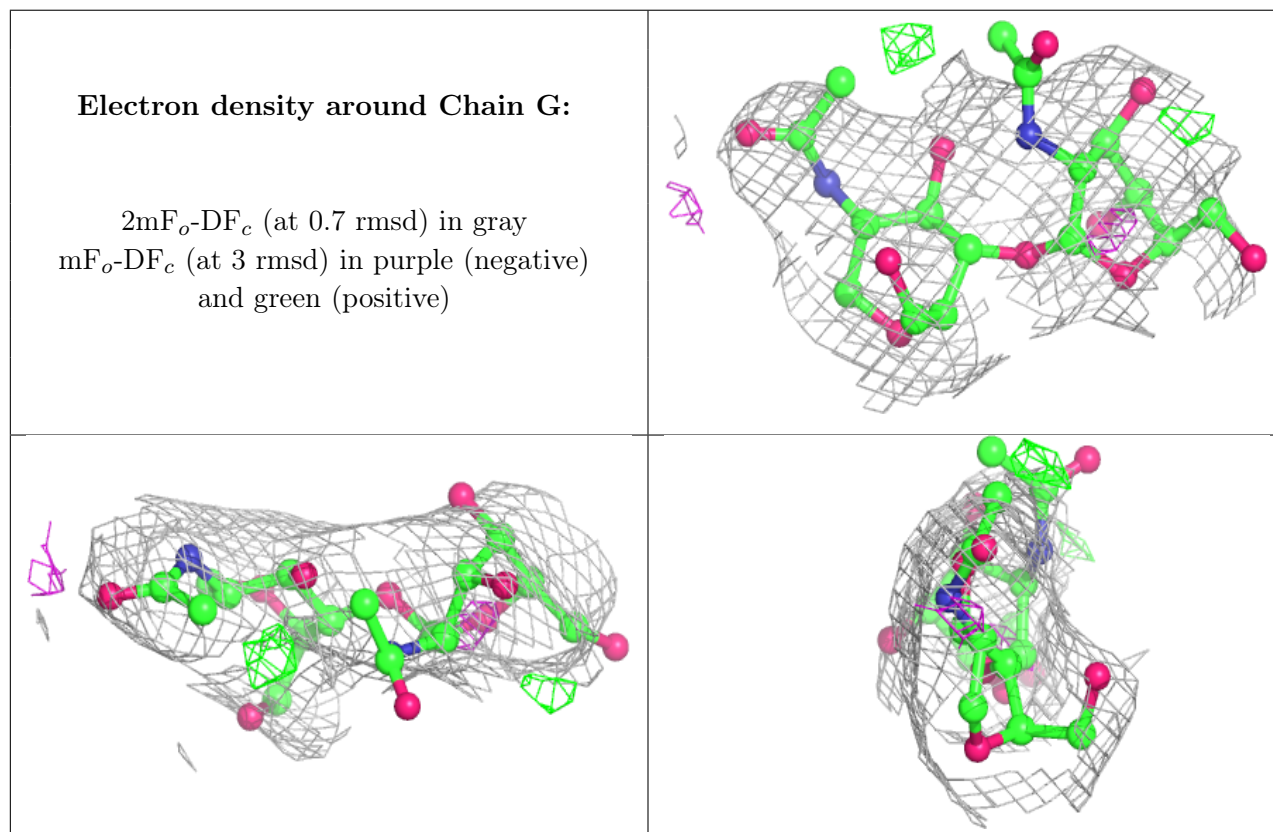 Electron density around Chain G:
2mFo-DFc (at 0.7 rmsd) in gray
mFo-DFc (at 3 rmsd) in purple (negative)
and green (positive)